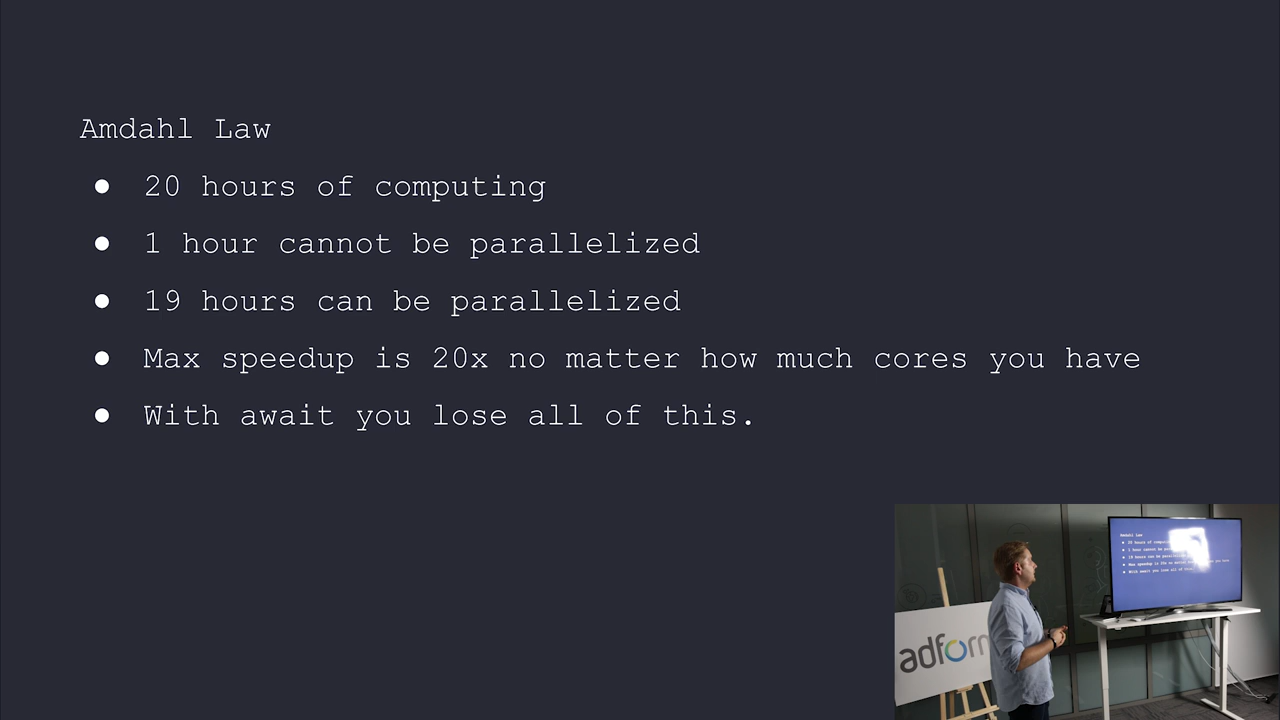 Amdahl Law
● 20 hours of computing
● 1 hour cannot be parallelized
● 19 hours can be parallelized
● Max speedup is 20x no matter how much cores you have
● With await you lose all of this.
adform